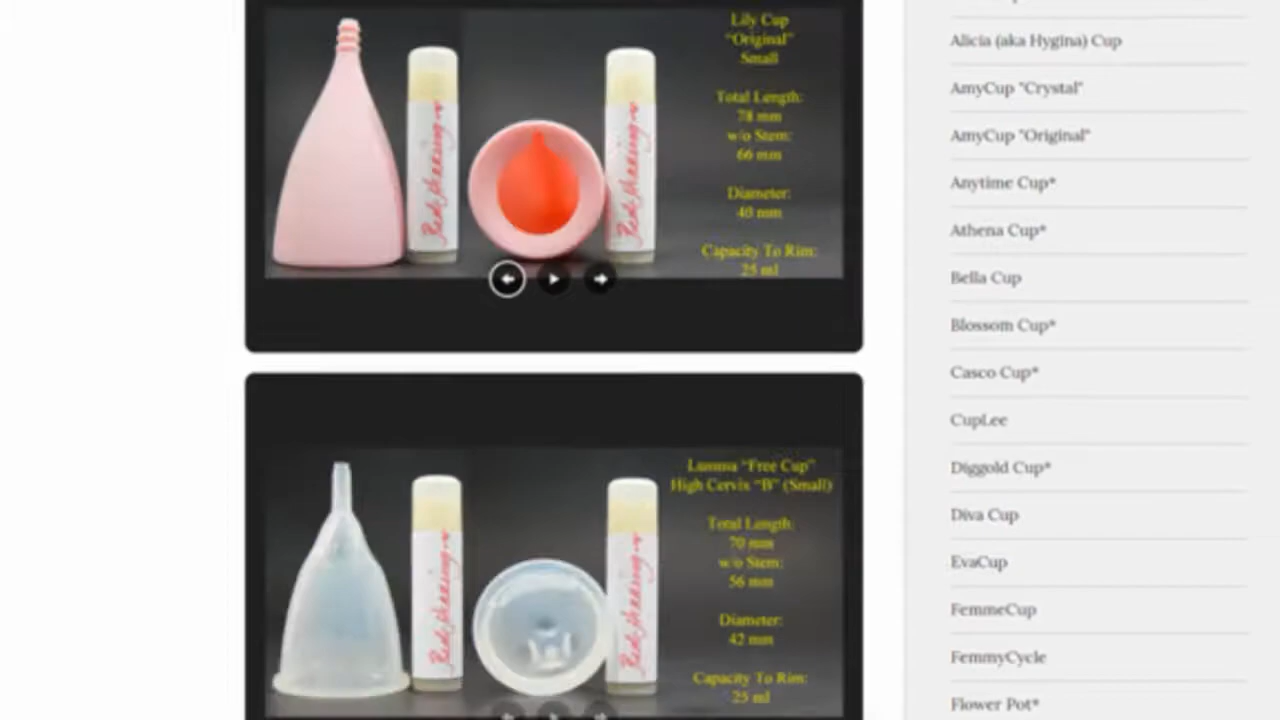 Lily Cup
"Original"
Small
Total Length:
78 mm
w/o Stem:
66 mm
Diameter:
40 mm
Capacity To Rim:
25 ml
"Free Cup"
High Cervix "B" (Small)
Total Length:
70 mm
w/o Stem:
56 mm
Diameter:
42 mm
Capacity To Rim:
25 ml
Alicia (aka Hygina) Cup
AmyCup "Crystal"
AmyCup "Original"
Anytime Cup*
Athena Cup*
Bella Cup
Blossom Cup*
Casco Cup*
CupLee
Diggold Cup*
Diva Cup
EvaCup
FemmeCup
FemmyCycle
Flower Pot*